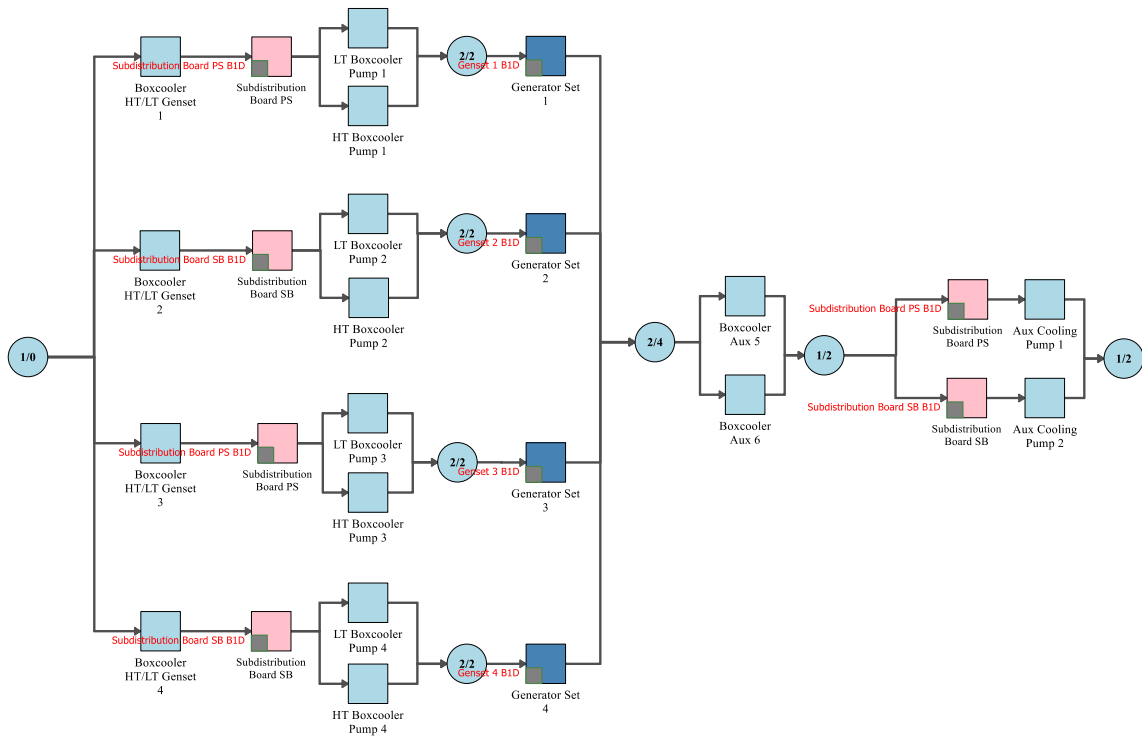 1/0
Subdistribution Board PS B1D
Boxcooler
HT/LT Genset
1
Subdistribution
Board PS
LT Boxcooler
Pump 1
HT Boxcooler
Pump 1
2/2
Genset 1 B1D
Generator Set
1
Subdistribution Board SB B1D
Boxcooler
HT/LT Genset
2
Subdistribution
Board SB
LT Boxcooler
Pump 2
HT Boxcooler
Pump 2
2/2
Genset 2 B1D
Generator Set
2
Subdistribution Board PS B1D
Boxcooler
HT/LT Genset
3
Subdistribution
Board PS
LT Boxcooler
Pump 3
HT Boxcooler
Pump 3
2/2
Genset 3 B1D
Generator Set
3
Subdistribution Board SB B1D
Boxcooler
HT/LT Genset
4
Subdistribution
Board SB
LT Boxcooler
Pump 4
HT Boxcooler
Pump 4
2/2
Genset 4 B1D
Generator Set
4
2/4
Boxcooler
Aux 5
Boxcooler
Aux 6
1/2
Subdistribution Board PS B1D
Subdistribution
Board PS
Aux Cooling
Pump 1
Subdistribution Board SB B1D
Subdistribution
Board SB
Aux Cooling
Pump 2
1/2